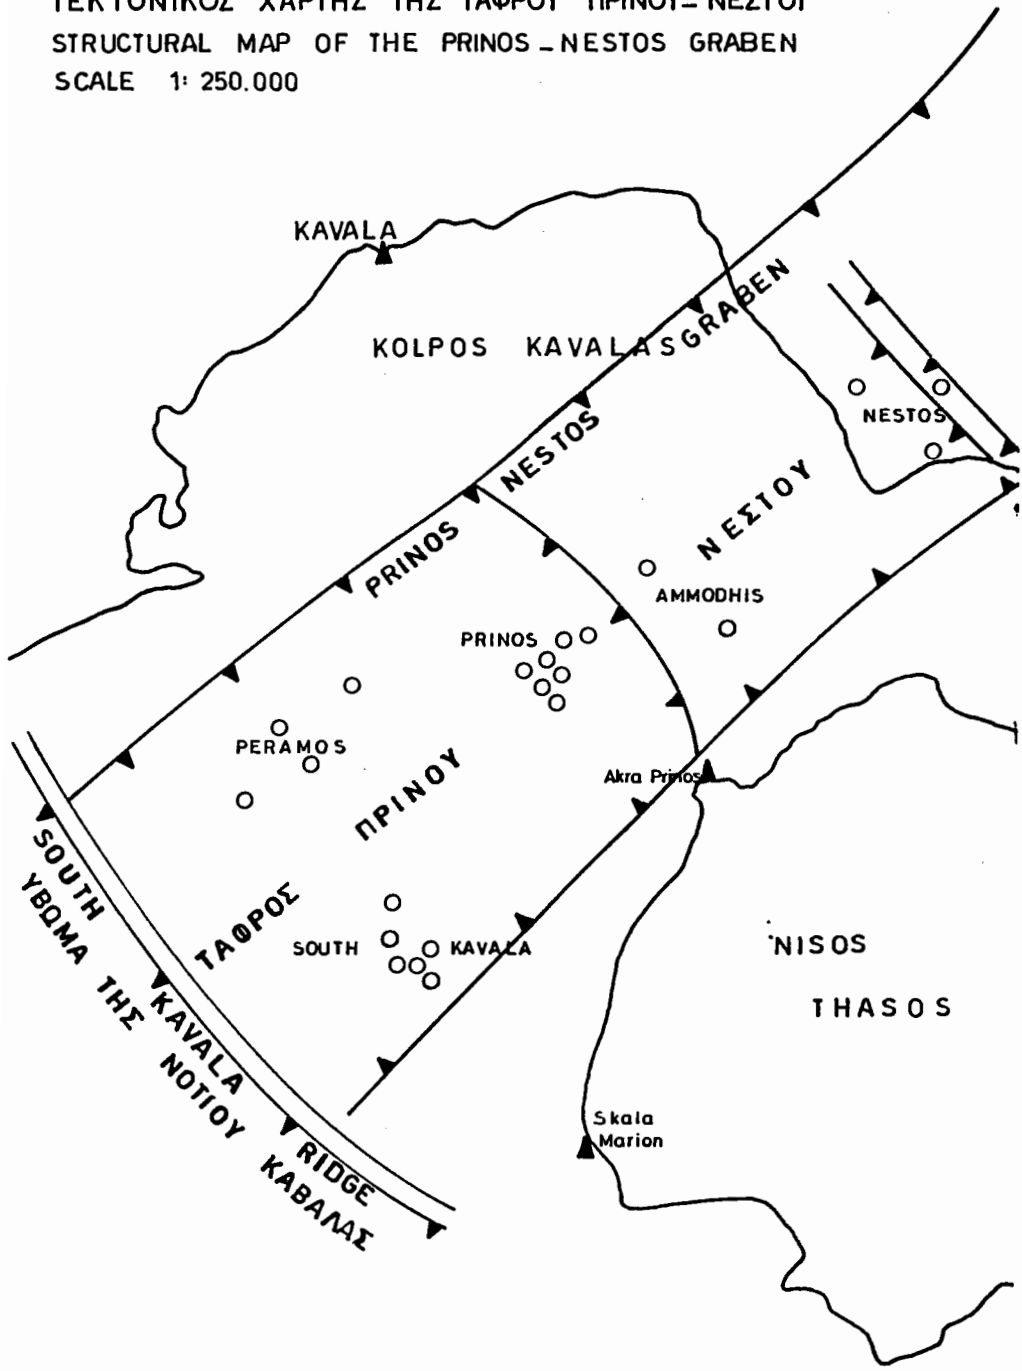 ΤΕΚΤΟΝΙΚΟΣ ΧΑΡΤΗΣ ΤΗΣ ΤΑΦΡΟΥ ΠΡΙΝΟΥ–ΝΕΣΤΟΥ
STRUCTURAL MAP OF THE PRINOS–NESTOS GRABEN
SCALE 1: 250.000
KAVALA
KOLPOS KAVALAS
PRINOS NESTOS GRABEN
NESTOS
ΤΑΦΡΟΣ ΠΡΙΝΟΥ ΝΕΣΤΟΥ
AMMODHIS
PRINOS
PERAMOS
Akra Prinos
SOUTH KAVALA
NISOS
THASOS
SOUTH KAVALA RIDGE
ΥΒΩΜΑ ΤΗΣ ΝΟΤΙΟΥ ΚΑΒΑΛΑΣ
Skala
Marion